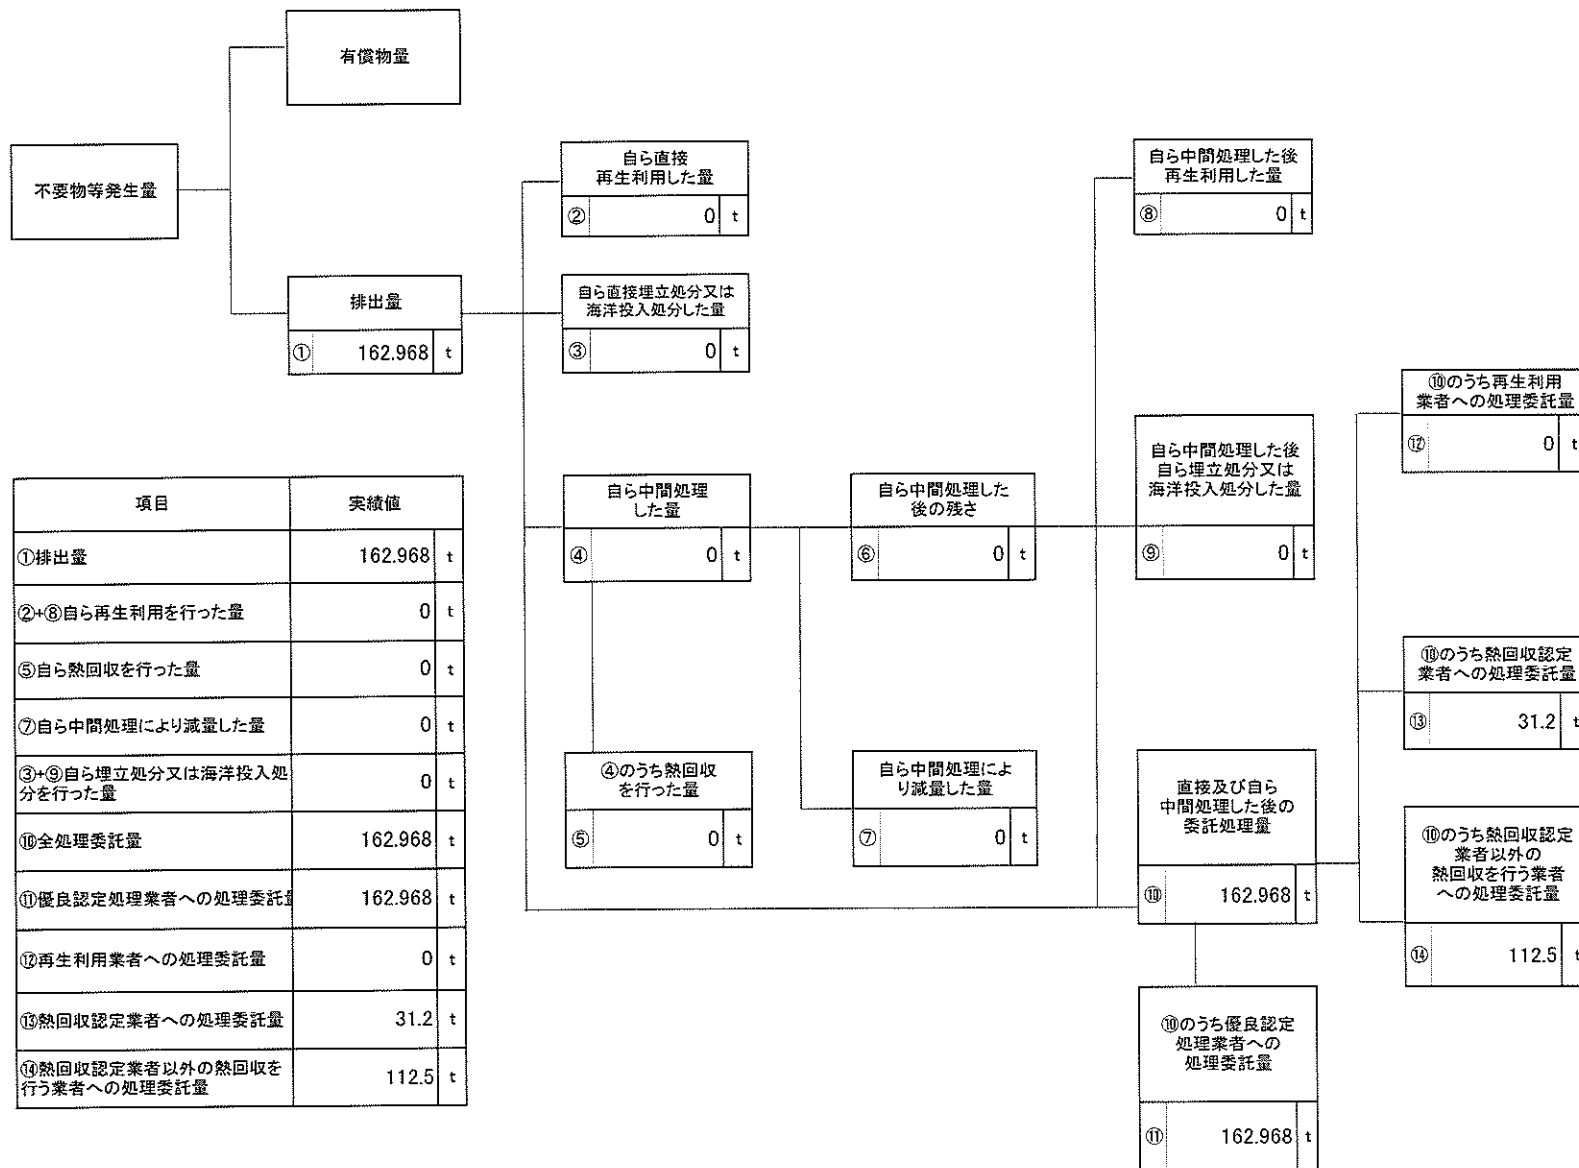 有償物量
不要物等発生量
排出量
① 162.968 t
自ら直接
再生利用した量
② 0 t
自ら直接埋立処分又は
海洋投入処分した量
③ 0 t
自ら中間処理
した量
④ 0 t
④のうち熱回収
を行った量
⑤ 0 t
自ら中間処理した
後の残さ
⑥ 0 t
自ら中間処理によ
り減量した量
⑦ 0 t
自ら中間処理した後
再生利用した量
⑧ 0 t
自ら中間処理した後
自ら埋立処分又は
海洋投入処分した量
⑨ 0 t
直接及び自ら
中間処理した後の
委託処理量
⑩ 162.968 t
⑩のうち優良認定
処理業者への
処理委託量
⑪ 162.968 t
⑩のうち再生利用
業者への処理委託量
⑫ 0 t
⑩のうち熱回収認定
業者への処理委託量
⑬ 31.2 t
⑩のうち熱回収認定
業者以外の
熱回収を行う業者
への処理委託量
⑭ 112.5 t
項目 実績値
①排出量 162.968 t
②+⑧自ら再生利用を行った量 0 t
⑤自ら熱回収を行った量 0 t
⑦自ら中間処理により減量した量 0 t
③+⑨自ら埋立処分又は海洋投入処
分を行った量 0 t
⑩全処理委託量 162.968 t
⑪優良認定処理業者への処理委託量 162.968 t
⑫再生利用業者への処理委託量 0 t
⑬熱回収認定業者への処理委託量 31.2 t
⑭熱回収認定業者以外の熱回収を
行う業者への処理委託量 112.5 t